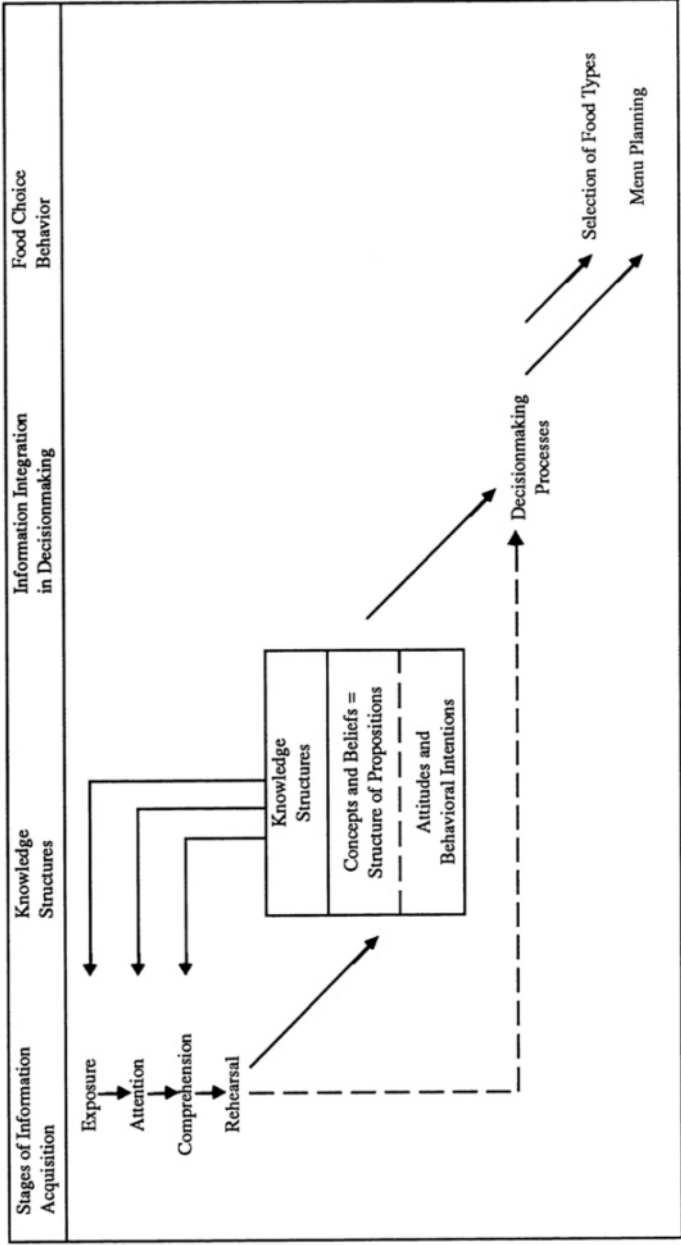 Stages of Information
Acquisition
Knowledge
Structures
Information Integration
in Decisionmaking
Food Choice
Behavior
Exposure
Attention
Comprehension
Rehearsal
Knowledge
Structures
Concepts and Beliefs =
Structure of Propositions
Attitudes and
Behavioral Intentions
Decisionmaking
Processes
Selection of Food Types
Menu Planning